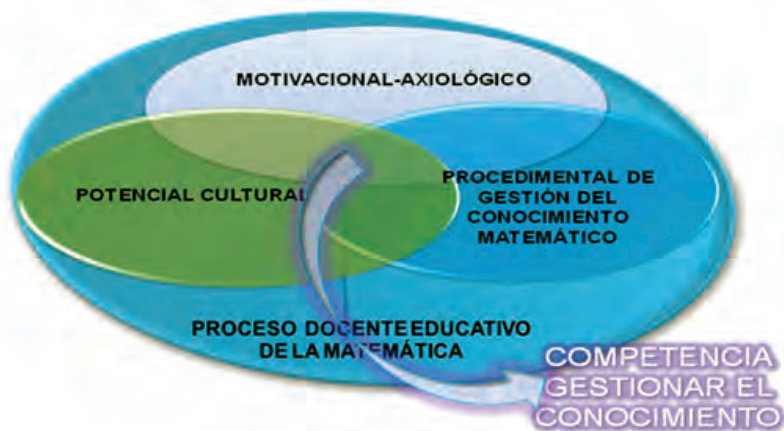 MOTIVACIONAL-AXIOLÓGICO
POTENCIAL CULTURAL
PROCEDIMENTAL DE
GESTIÓN DEL
CONOCIMIENTO
MATEMÁTICO
PROCESO DOCENTE EDUCATIVO
DE LA MATEMÁTICA
COMPETENCIA
GESTIONAR EL
CONOCIMIENTO